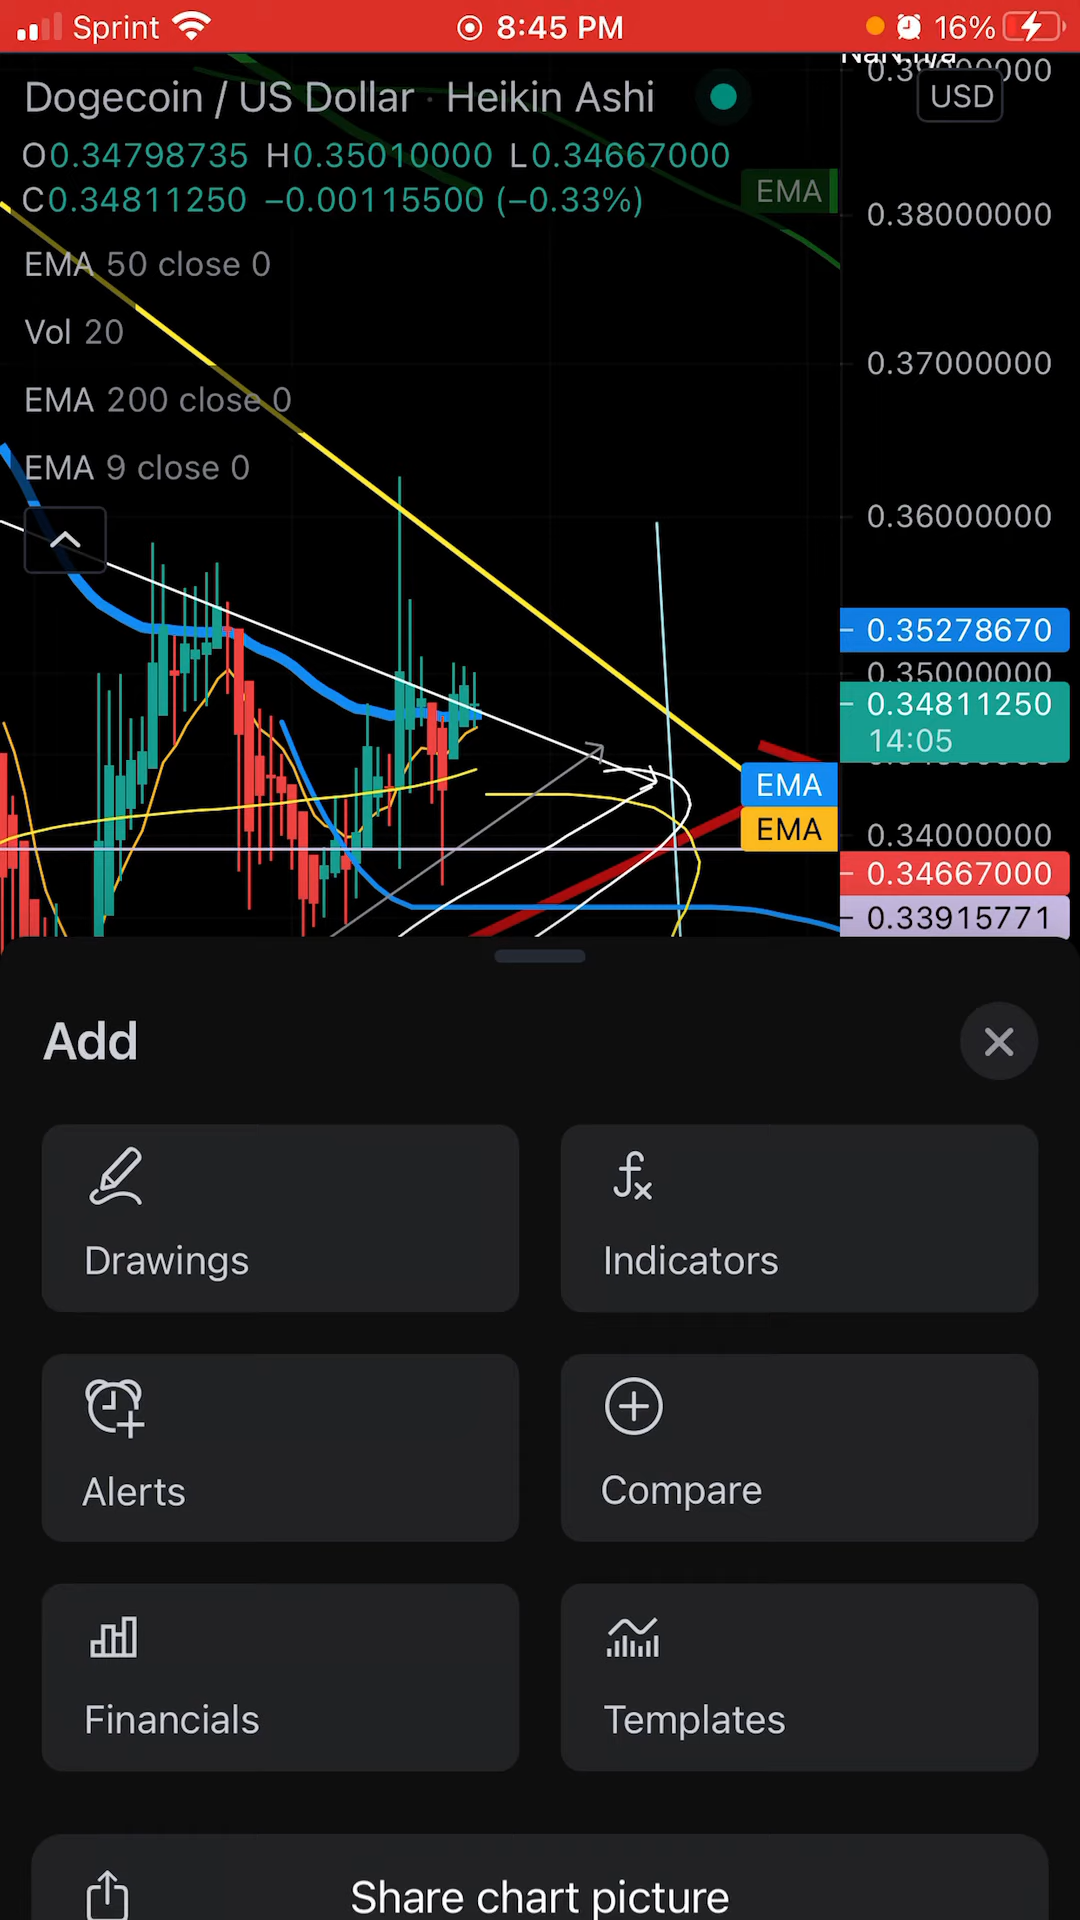 Sprint 8:45 PM 16%
NaN.n/a
Dogecoin / US Dollar · Heikin Ashi
USD
O0.34798735 H0.35010000 L0.34667000
C0.34811250 −0.00115500 (−0.33%)
EMA
0.38000000
EMA 50 close 0
Vol 20
0.37000000
EMA 200 close 0
EMA 9 close 0
0.36000000
0.35278670
0.35000000
0.34811250
14:05
EMA
EMA
0.34000000
0.34667000
0.33915771
Add
Drawings
Indicators
Alerts
Compare
Financials
Templates
Share chart picture